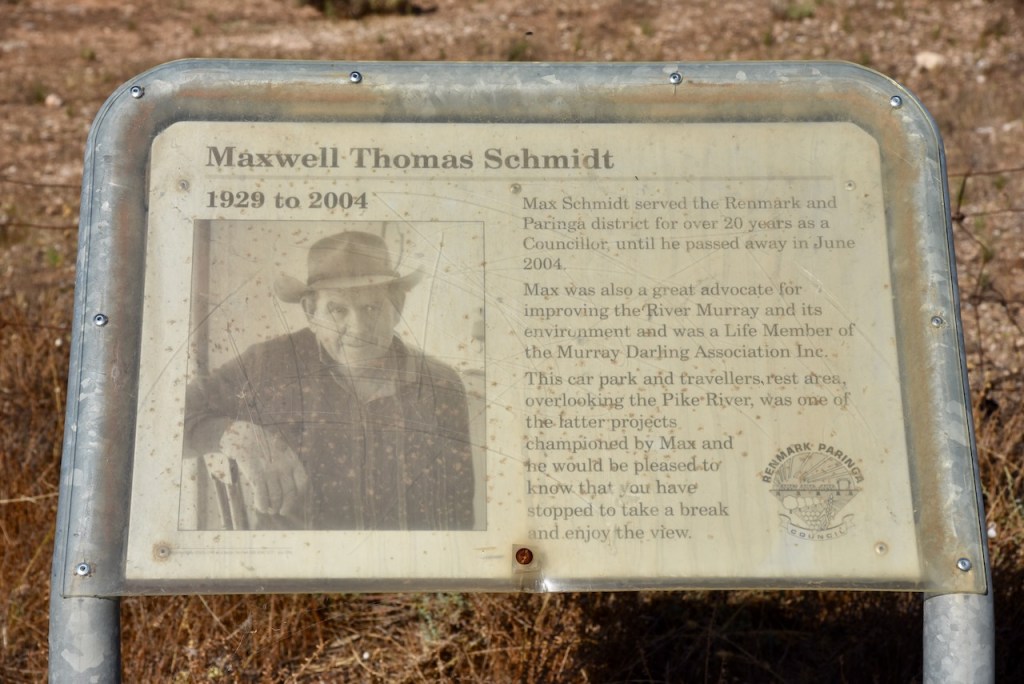 Maxwell Thomas Schmidt
1929 to 2004
Max Schmidt served the Renmark and
Paringa district for over 20 years as a
Councillor, until he passed away in June
2004.
Max was also a great advocate for
improving the River Murray and its
environment and was a Life Member of
the Murray Darling Association Inc.
This car park and travellers rest area,
overlooking the Pike River, was one of
the latter projects
championed by Max and
he would be pleased to
know that you have
stopped to take a break
and enjoy the view.
RENMARK PARINGA
COUNCIL